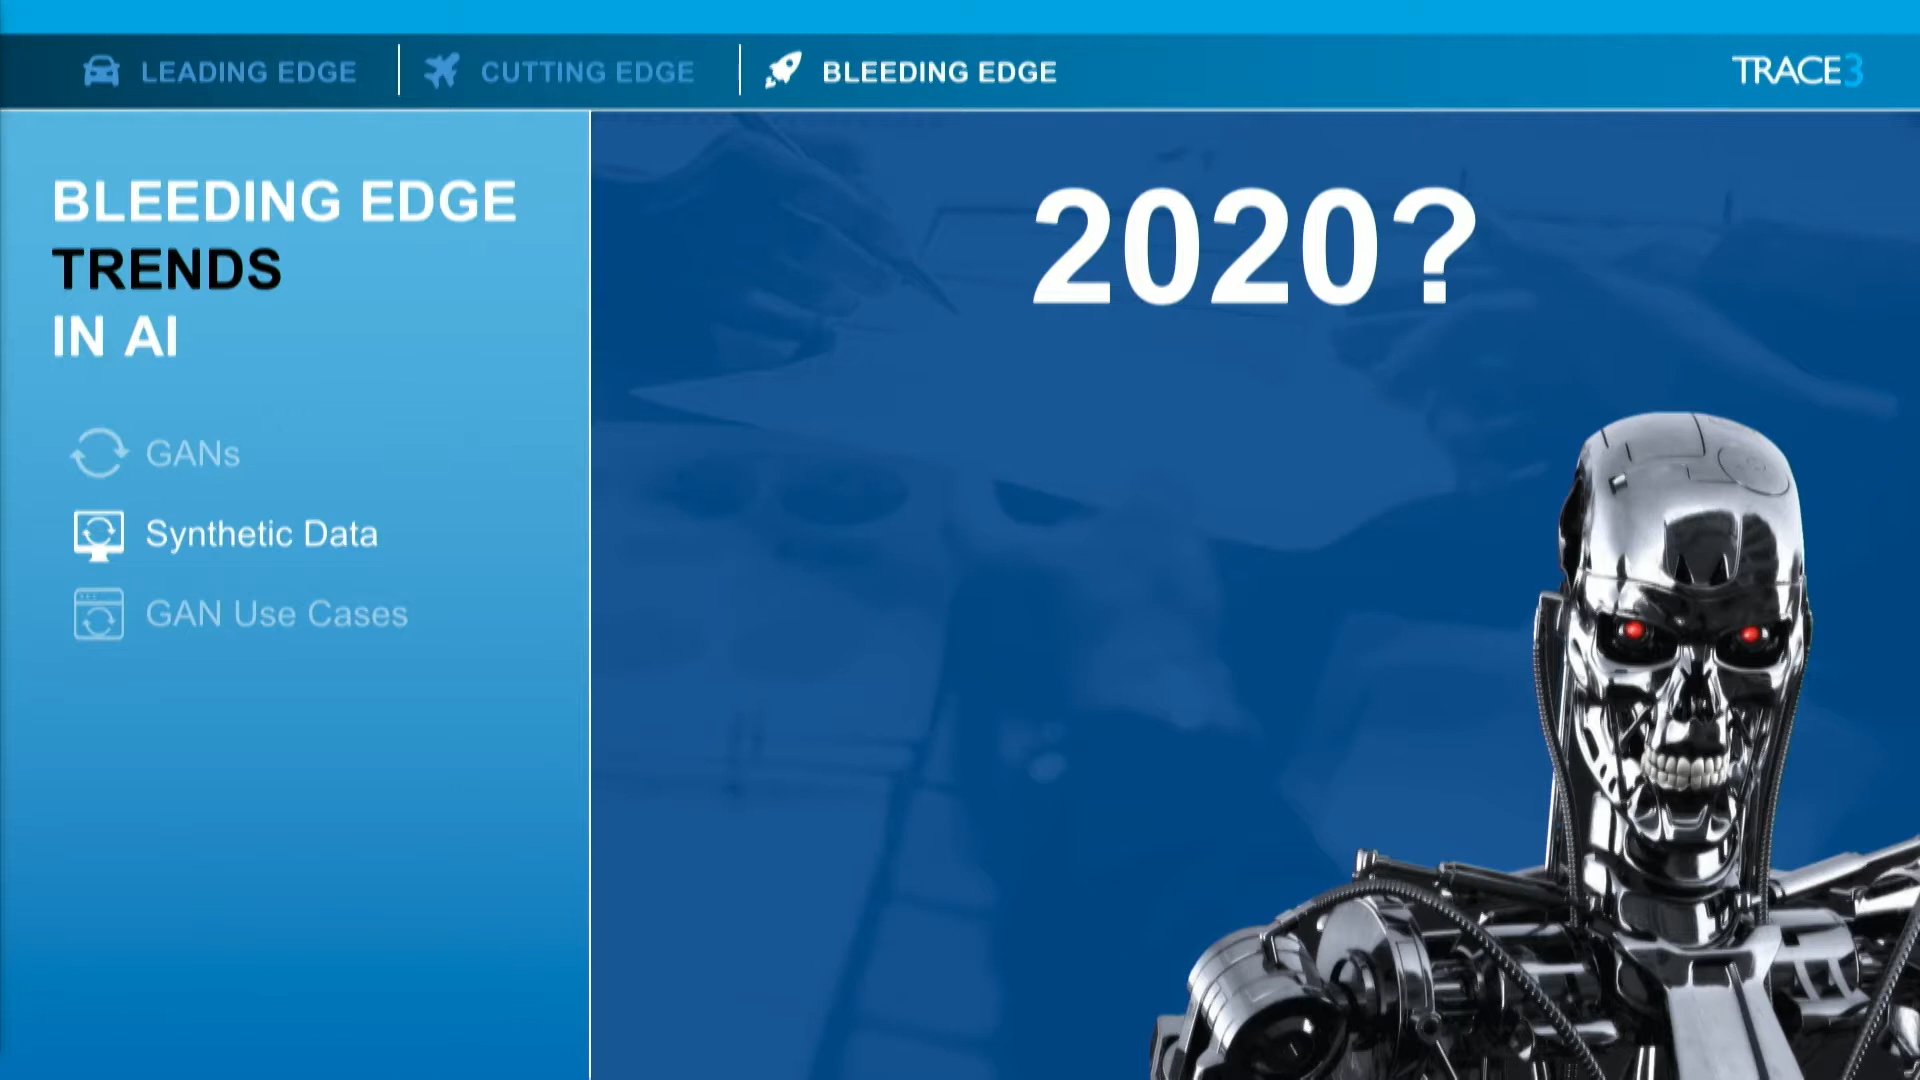 LEADING EDGE
CUTTING EDGE
BLEEDING EDGE
TRACE3
BLEEDING EDGE
TRENDS
IN AI
GANs
Synthetic Data
GAN Use Cases
2020?